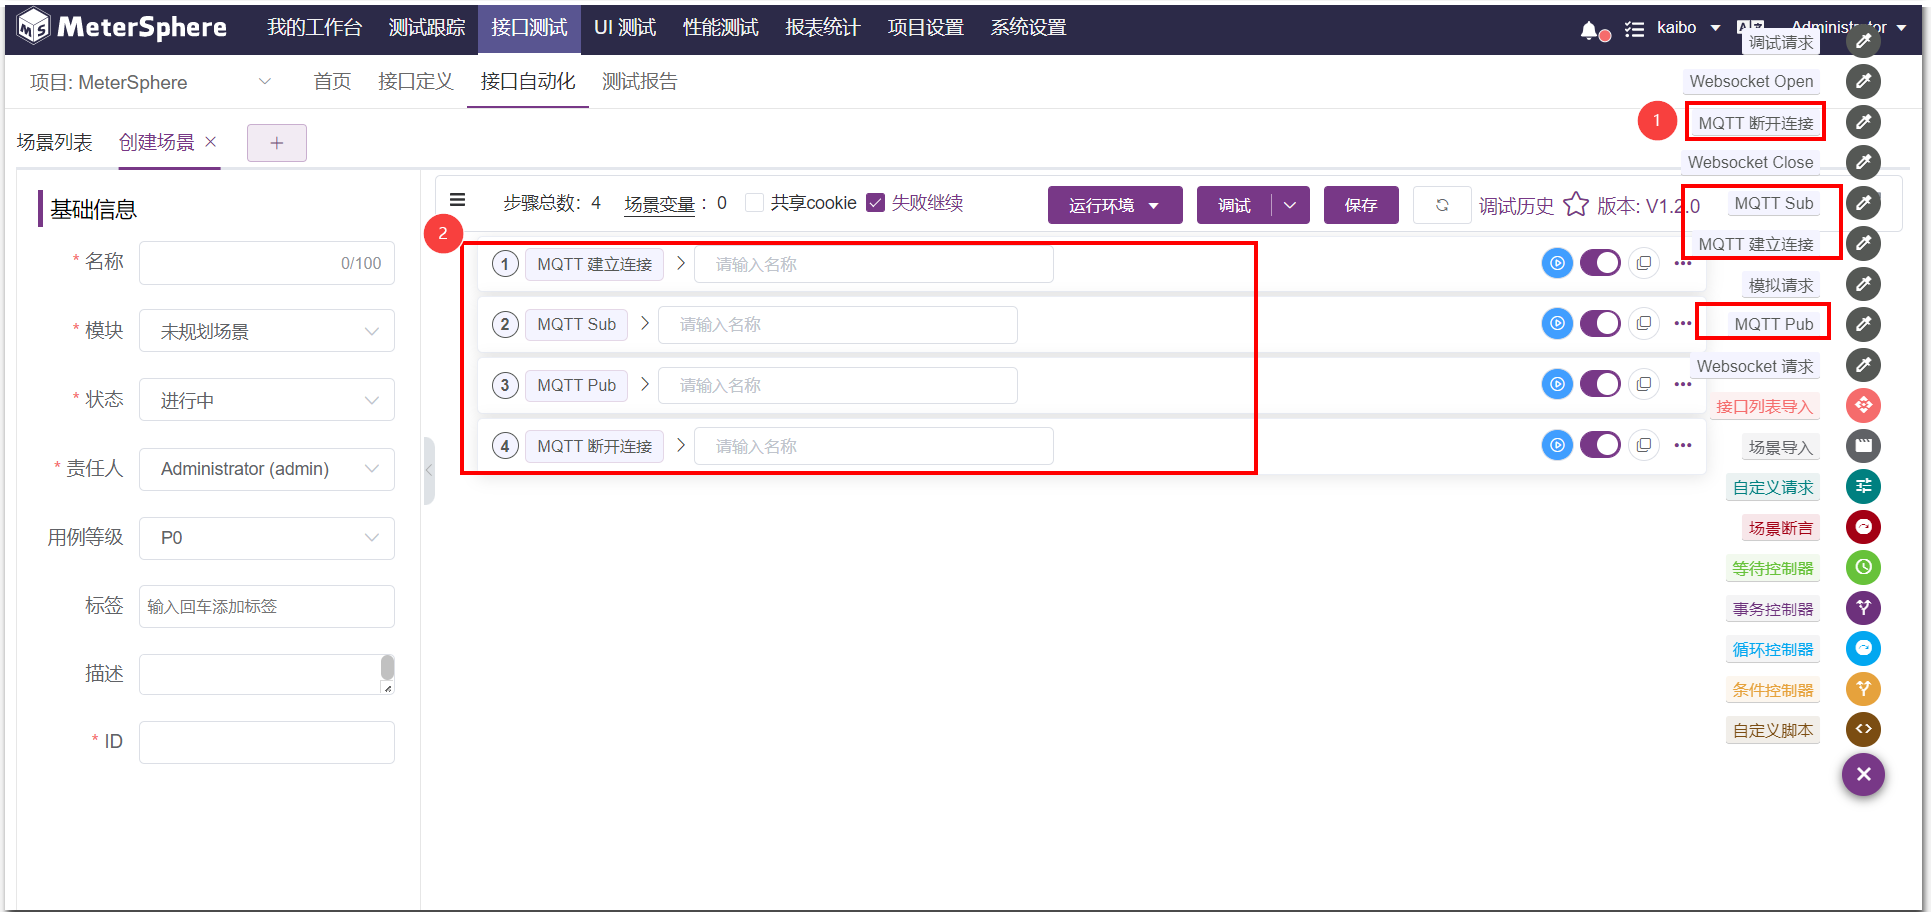 MeterSphere
我的工作台 测试跟踪 接口测试 UI 测试 性能测试 报表统计 项目设置 系统设置 kaibo Administrator
项目: MeterSphere 首页 接口定义 接口自动化 测试报告
场景列表 创建场景 × +
基础信息
* 名称 0/100
* 模块 未规划场景
* 状态 进行中
* 责任人 Administrator (admin)
用例等级 P0
标签 输入回车添加标签
描述
* ID
步骤总数: 4 场景变量 : 0 共享cookie 失败继续 运行环境 调试 保存 调试历史 版本: V1.2.0
2
1 MQTT 建立连接 > 请输入名称
2 MQTT Sub > 请输入名称
3 MQTT Pub > 请输入名称
4 MQTT 断开连接 > 请输入名称
调试请求
Websocket Open
1 MQTT 断开连接
Websocket Close
MQTT Sub
MQTT 建立连接
模拟请求
MQTT Pub
Websocket 请求
接口列表导入
场景导入
自定义请求
场景断言
等待控制器
事务控制器
循环控制器
条件控制器
自定义脚本